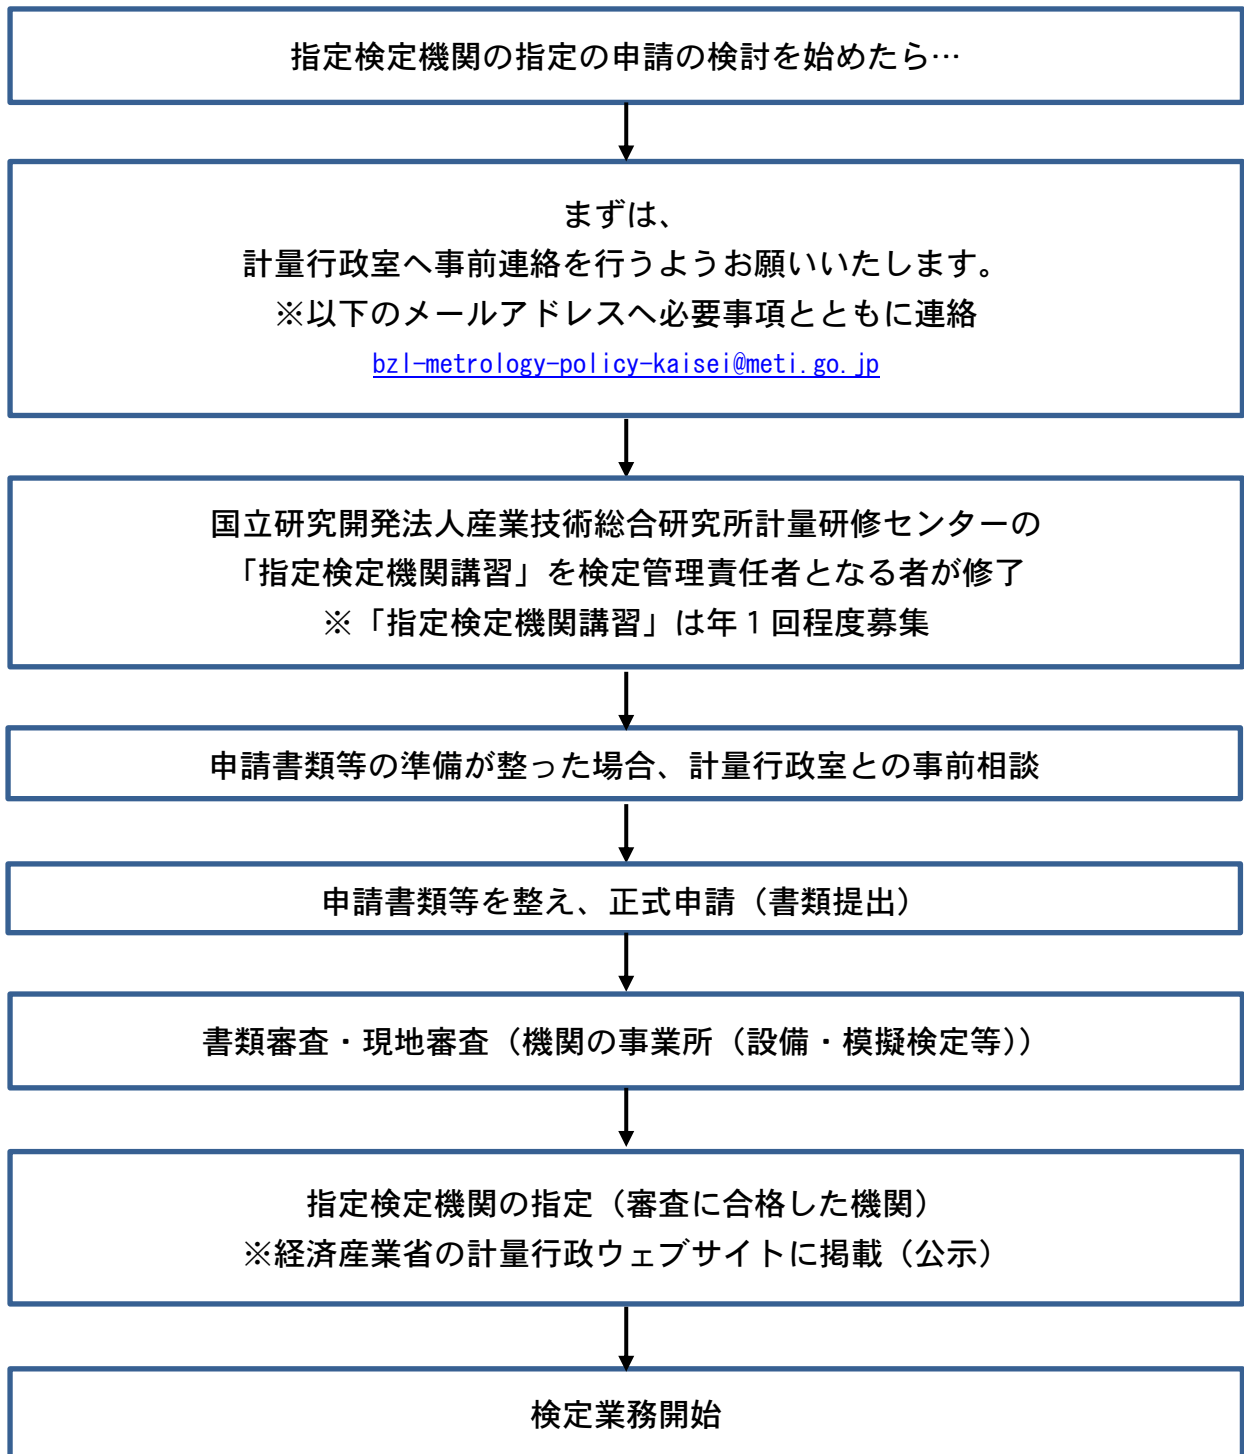 指定検定機関の指定の申請の検討を始めたら…
まずは、
計量行政室へ事前連絡を行うようお願いいたします。
※以下のメールアドレスへ必要事項とともに連絡
bzl-metrology-policy-kaisei@meti.go.jp
国立研究開発法人産業技術総合研究所計量研修センターの
「指定検定機関講習」を検定管理責任者となる者が修了
※「指定検定機関講習」は年１回程度募集
申請書類等の準備が整った場合、計量行政室との事前相談
申請書類等を整え、正式申請（書類提出）
書類審査・現地審査（機関の事業所（設備・模擬検定等））
指定検定機関の指定（審査に合格した機関）
※経済産業省の計量行政ウェブサイトに掲載（公示）
検定業務開始